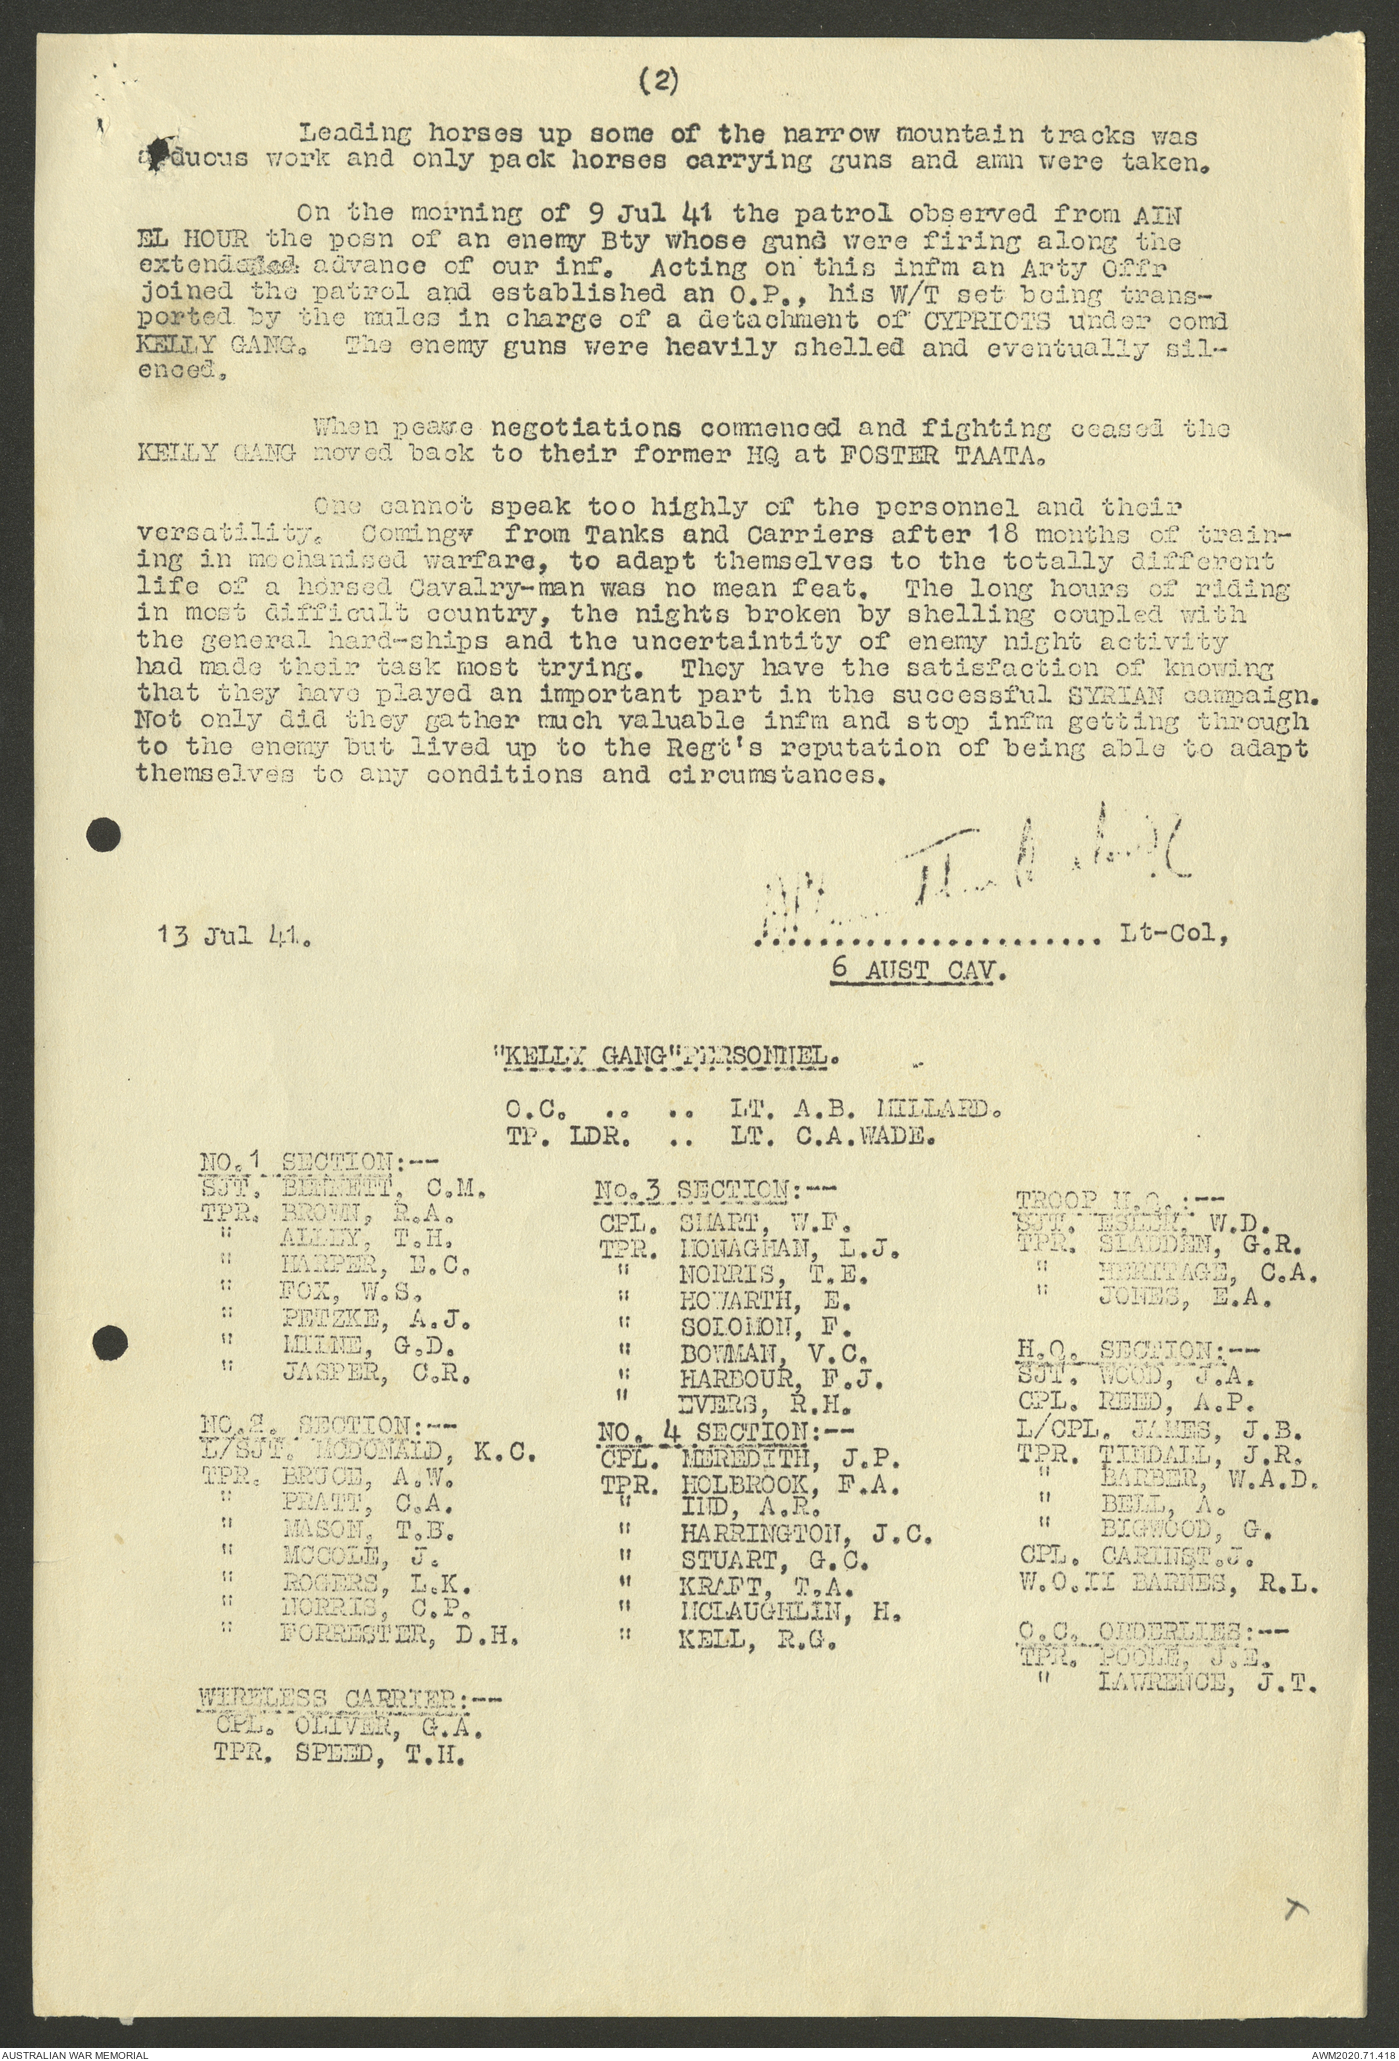 (2)
Leading horses up some of the narrow mountain tracks was
arduous work and only pack horses carrying guns and amn were taken.
On the morning of 9 Jul 41 the patrol observed from AIN
EL HOUR the posn of an enemy Bty whose gund were firing along the
extended advance of our inf. Acting on this infm an Arty Offr
joined the patrol and established an O.P., his W/T set being trans-
ported by the mules in charge of a detachment of CYPRIOTS under comd
KELLY GANG. The enemy guns were heavily shelled and eventually sil-
enced.
When peawe negotiations commenced and fighting ceased the
KELLY GANG moved back to their former HQ at FOSTER TAATA.
One cannot speak too highly of the personnel and their
versatility. Comingw from Tanks and Carriers after 18 months of train-
ing in mechanised warfare, to adapt themselves to the totally different
life of a horsed Cavalry-man was no mean feat. The long hours of riding
in most difficult country, the nights broken by shelling coupled with
the general hard-ships and the uncertaintity of enemy night activity
had made their task most trying. They have the satisfaction of knowing
that they have played an important part in the successful SYRIAN campaign.
Not only did they gather much valuable infm and stop infm getting through
to the enemy but lived up to the Regt's reputation of being able to adapt
themselves to any conditions and circumstances.
13 Jul 41.
...................... Lt-Col,
6 AUST CAV.
"KELLY GANG"PERSONNEL.
O.C. .. .. LT. A.B. MILLARD.
TP. LDR. .. LT. C.A.WADE.
NO.1 SECTION:--
SJT. BENNETT, C.M.
TPR. BROWN, R.A.
" ALLEY, T.H.
" HARPER, E.C.
" FOX, W.S.
" PETZKE, A.J.
" MILNE, G.D.
" JASPER, C.R.
NO.2. SECTION:--
L/SJT. MCDONALD, K.C.
TPR. BRUCE, A.W.
" PRATT, C.A.
" MASON, T.B.
" MCCOLE, J.
" ROGERS, L.K.
" NORRIS, C.P.
" FORRESTER, D.H.
WIRELESS CARRIER:--
CPL. OLIVER, G.A.
TPR. SPEED, T.H.
No.3 SECTION:--
CPL. SMART, W.F.
TPR. MONAGHAN, L.J.
" NORRIS, T.E.
" HOWARTH, E.
" SOLOMON, F.
" BOWMAN, V.C.
" HARBOUR, F.J.
" EVERS, R.H.
NO. 4 SECTION:--
CPL. MEREDITH, J.P.
TPR. HOLBROOK, F.A.
" IND, A.R.
" HARRINGTON, J.C.
" STUART, G.C.
" KRAFT, T.A.
" MCLAUGHLIN, H.
" KELL, R.G.
TROOP H.Q.:--
SJT. ESLER, W.D.
TPR. SLADDEN, G.R.
" HERITAGE, C.A.
" JONES, E.A.
H.Q. SECTION:--
SJT. WOOD, J.A.
CPL. REED, A.P.
L/CPL. JAMES, J.B.
TPR. TINDALL, J.R.
" BARBER, W.A.D.
" BELL, A.
" BIGWOOD, G.
CPL. CARINST.J.
W.O.II BARNES, R.L.
O.C. ORDERLIES:--
TPR. POOLE, J.E.
" LAWRENCE, J.T.
AUSTRALIAN WAR MEMORIAL
AWM2020.71.418